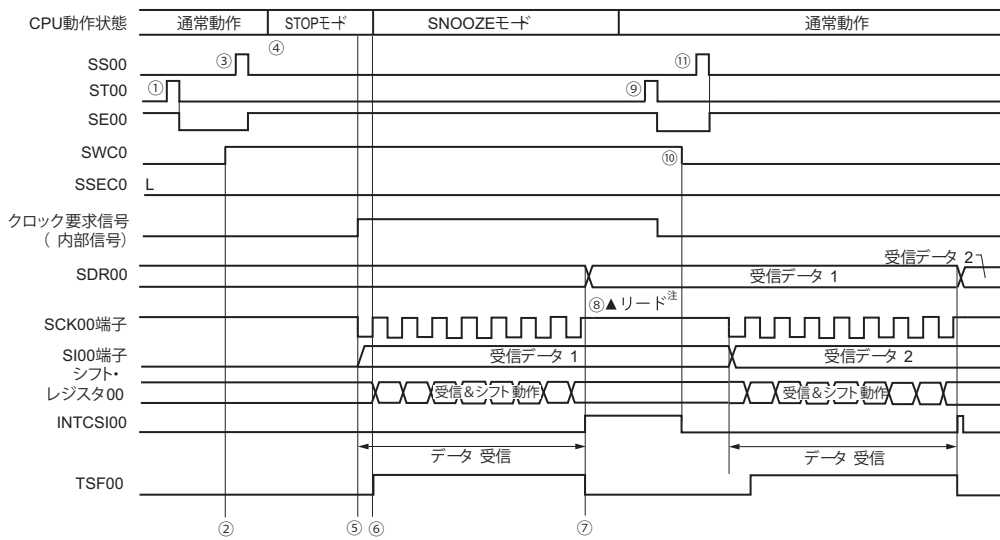 CPU動作状態 通常動作 STOPモード SNOOZEモード 通常動作
④
SS00 ③ ⑪
ST00 ① ⑨
SE00
SWC0 ⑩
SSEC0 L
クロック要求信号
( 内部信号)
受信データ 2
SDR00 受信データ 1
⑧▲リード注
SCK00端子
SI00端子 受信データ 1 受信データ 2
シフト・
レジスタ00 受信&シフト動作 受信&シフト動作
INTCSI00
データ 受信 データ 受信
TSF00
② ⑤ ⑥ ⑦